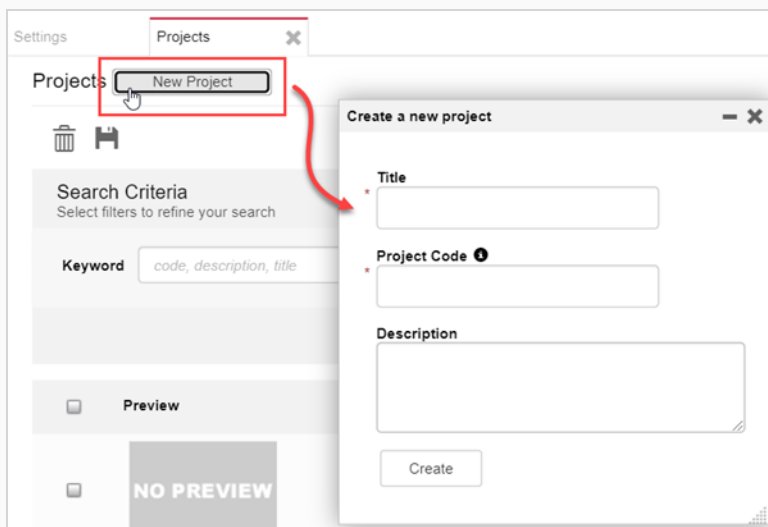 Settings
Projects
Projects
New Project
Create a new project
Title
*
Search Criteria
Select filters to refine your search
Keyword
code, description, title
Project Code
*
Description
Preview
NO PREVIEW
Create